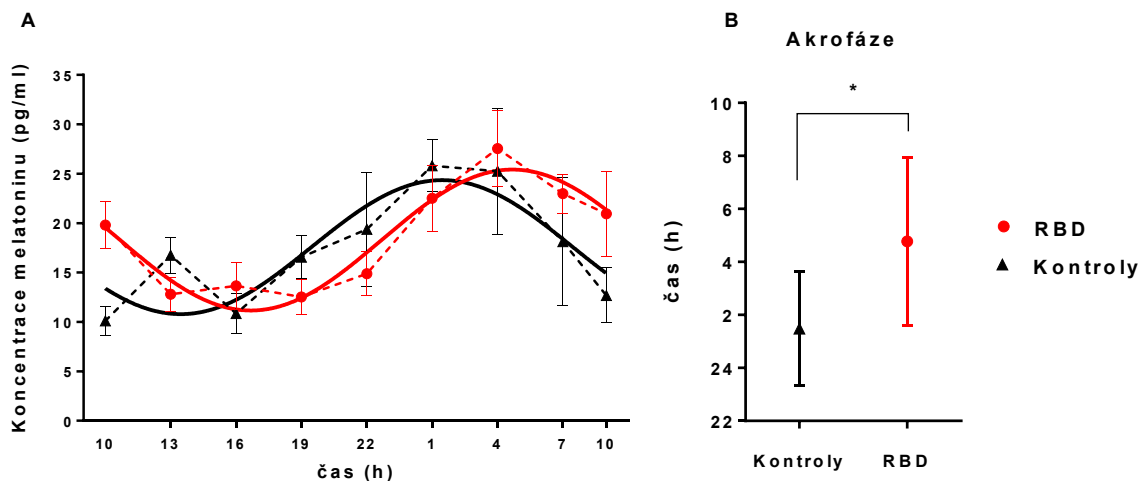 A
Koncentrace melatoninu (pg/ml)
35
30
25
20
15
10
5
0
10 13 16 19 22 1 4 7 10
čas (h)
B
Akrofáze
*
čas (h)
10
8
6
4
2
24
22
Kontroly RBD
RBD
Kontroly